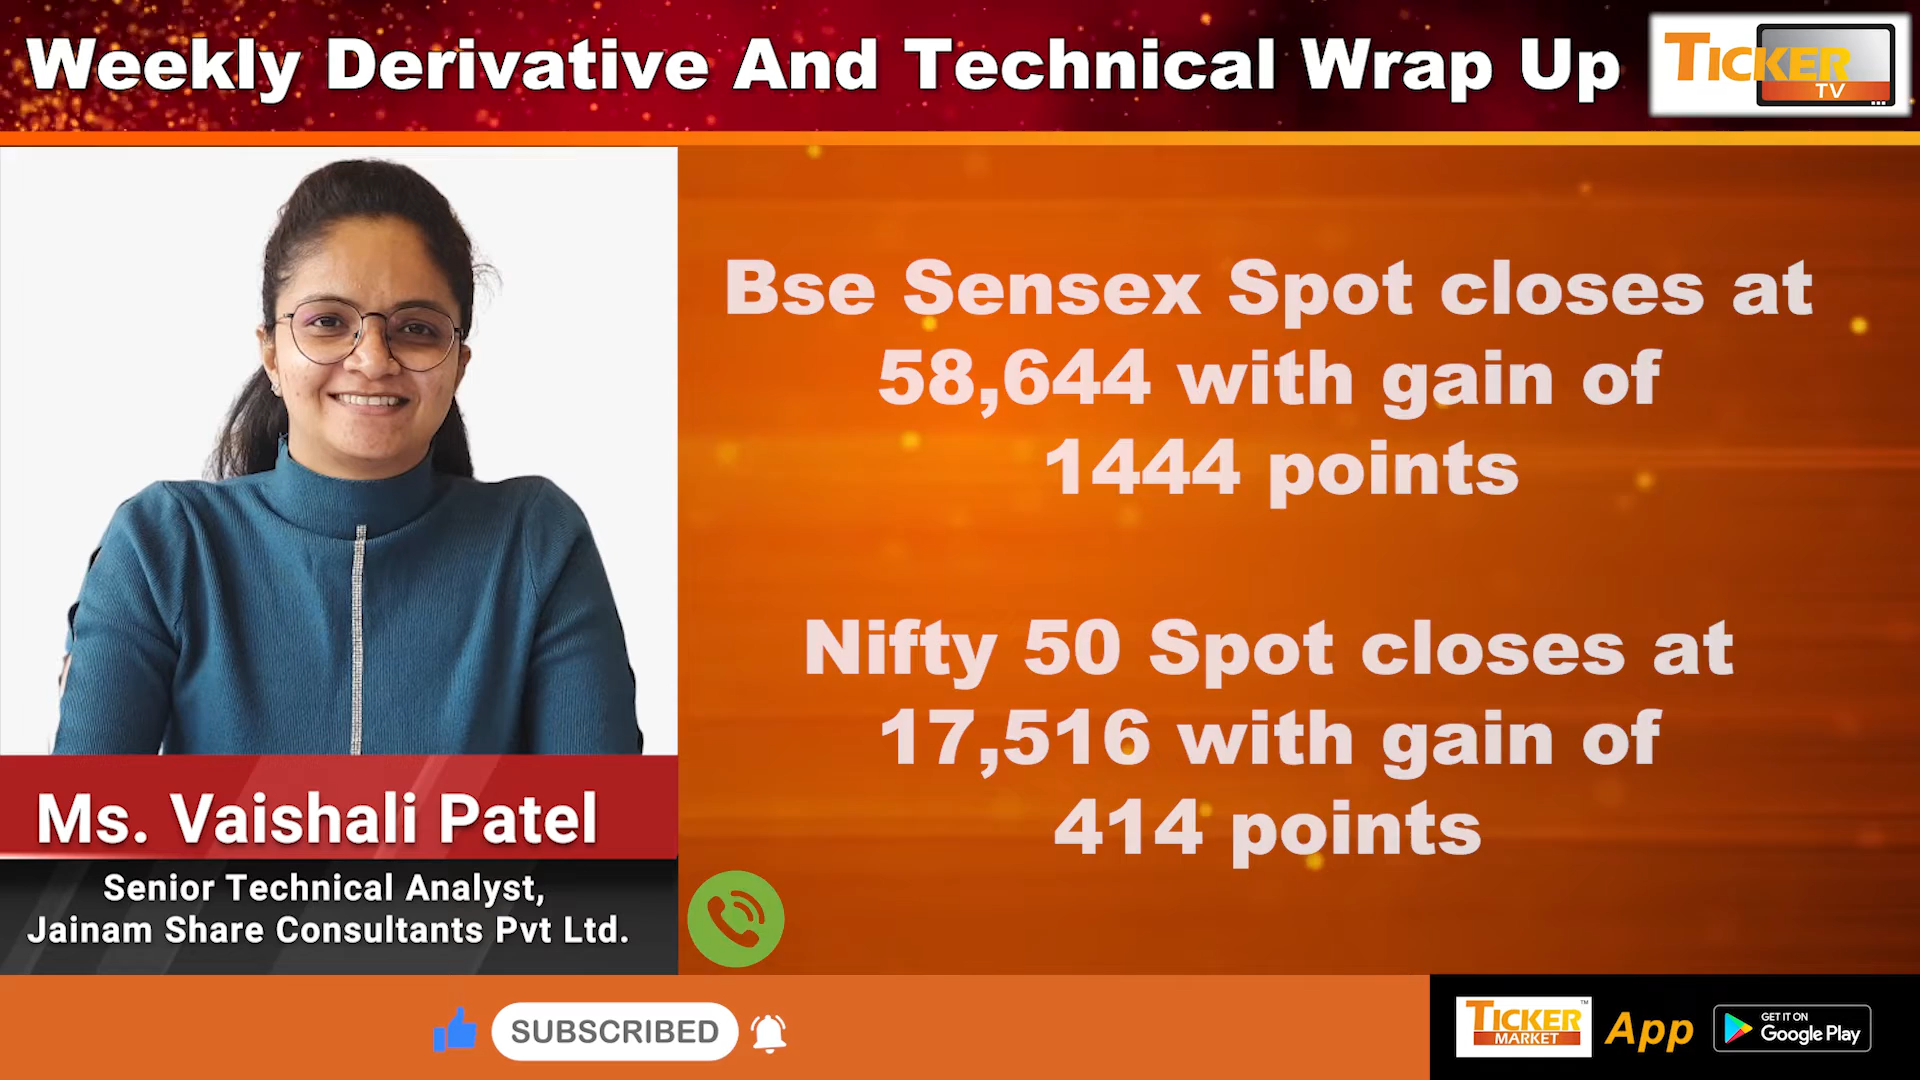 Weekly Derivative And Technical Wrap Up
TICKER
TV
Bse Sensex Spot closes at
58,644 with gain of
1444 points
Nifty 50 Spot closes at
17,516 with gain of
414 points
Ms. Vaishali Patel
Senior Technical Analyst,
Jainam Share Consultants Pvt Ltd.
SUBSCRIBED
TICKER™
MARKET
App
GET IT ON
Google Play